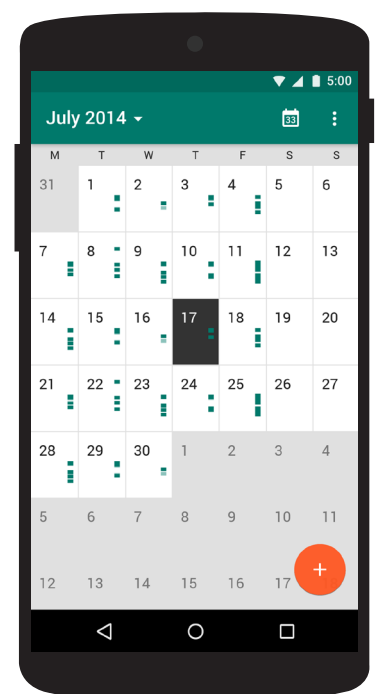 5:00
July 2014
33
M T W T F S S
31 1 2 3 4 5 6
7 8 9 10 11 12 13
14 15 16 17 18 19 20
21 22 23 24 25 26 27
28 29 30 1 2 3 4
5 6 7 8 9 10 11
12 13 14 15 16 17
+